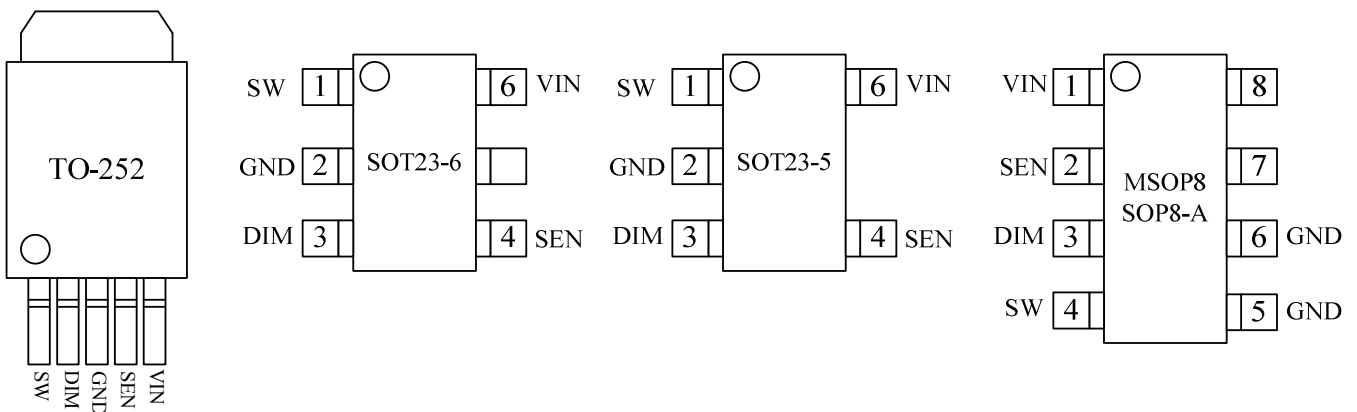 TO-252
SW
DIM
GND
SEN
VIN
SW 1 6 VIN
GND 2 SOT23-6
DIM 3 4 SEN
SW 1 6 VIN
GND 2 SOT23-5
DIM 3 4 SEN
VIN 1 8
SEN 2 7
MSOP8
SOP8-A
DIM 3 6 GND
SW 4 5 GND